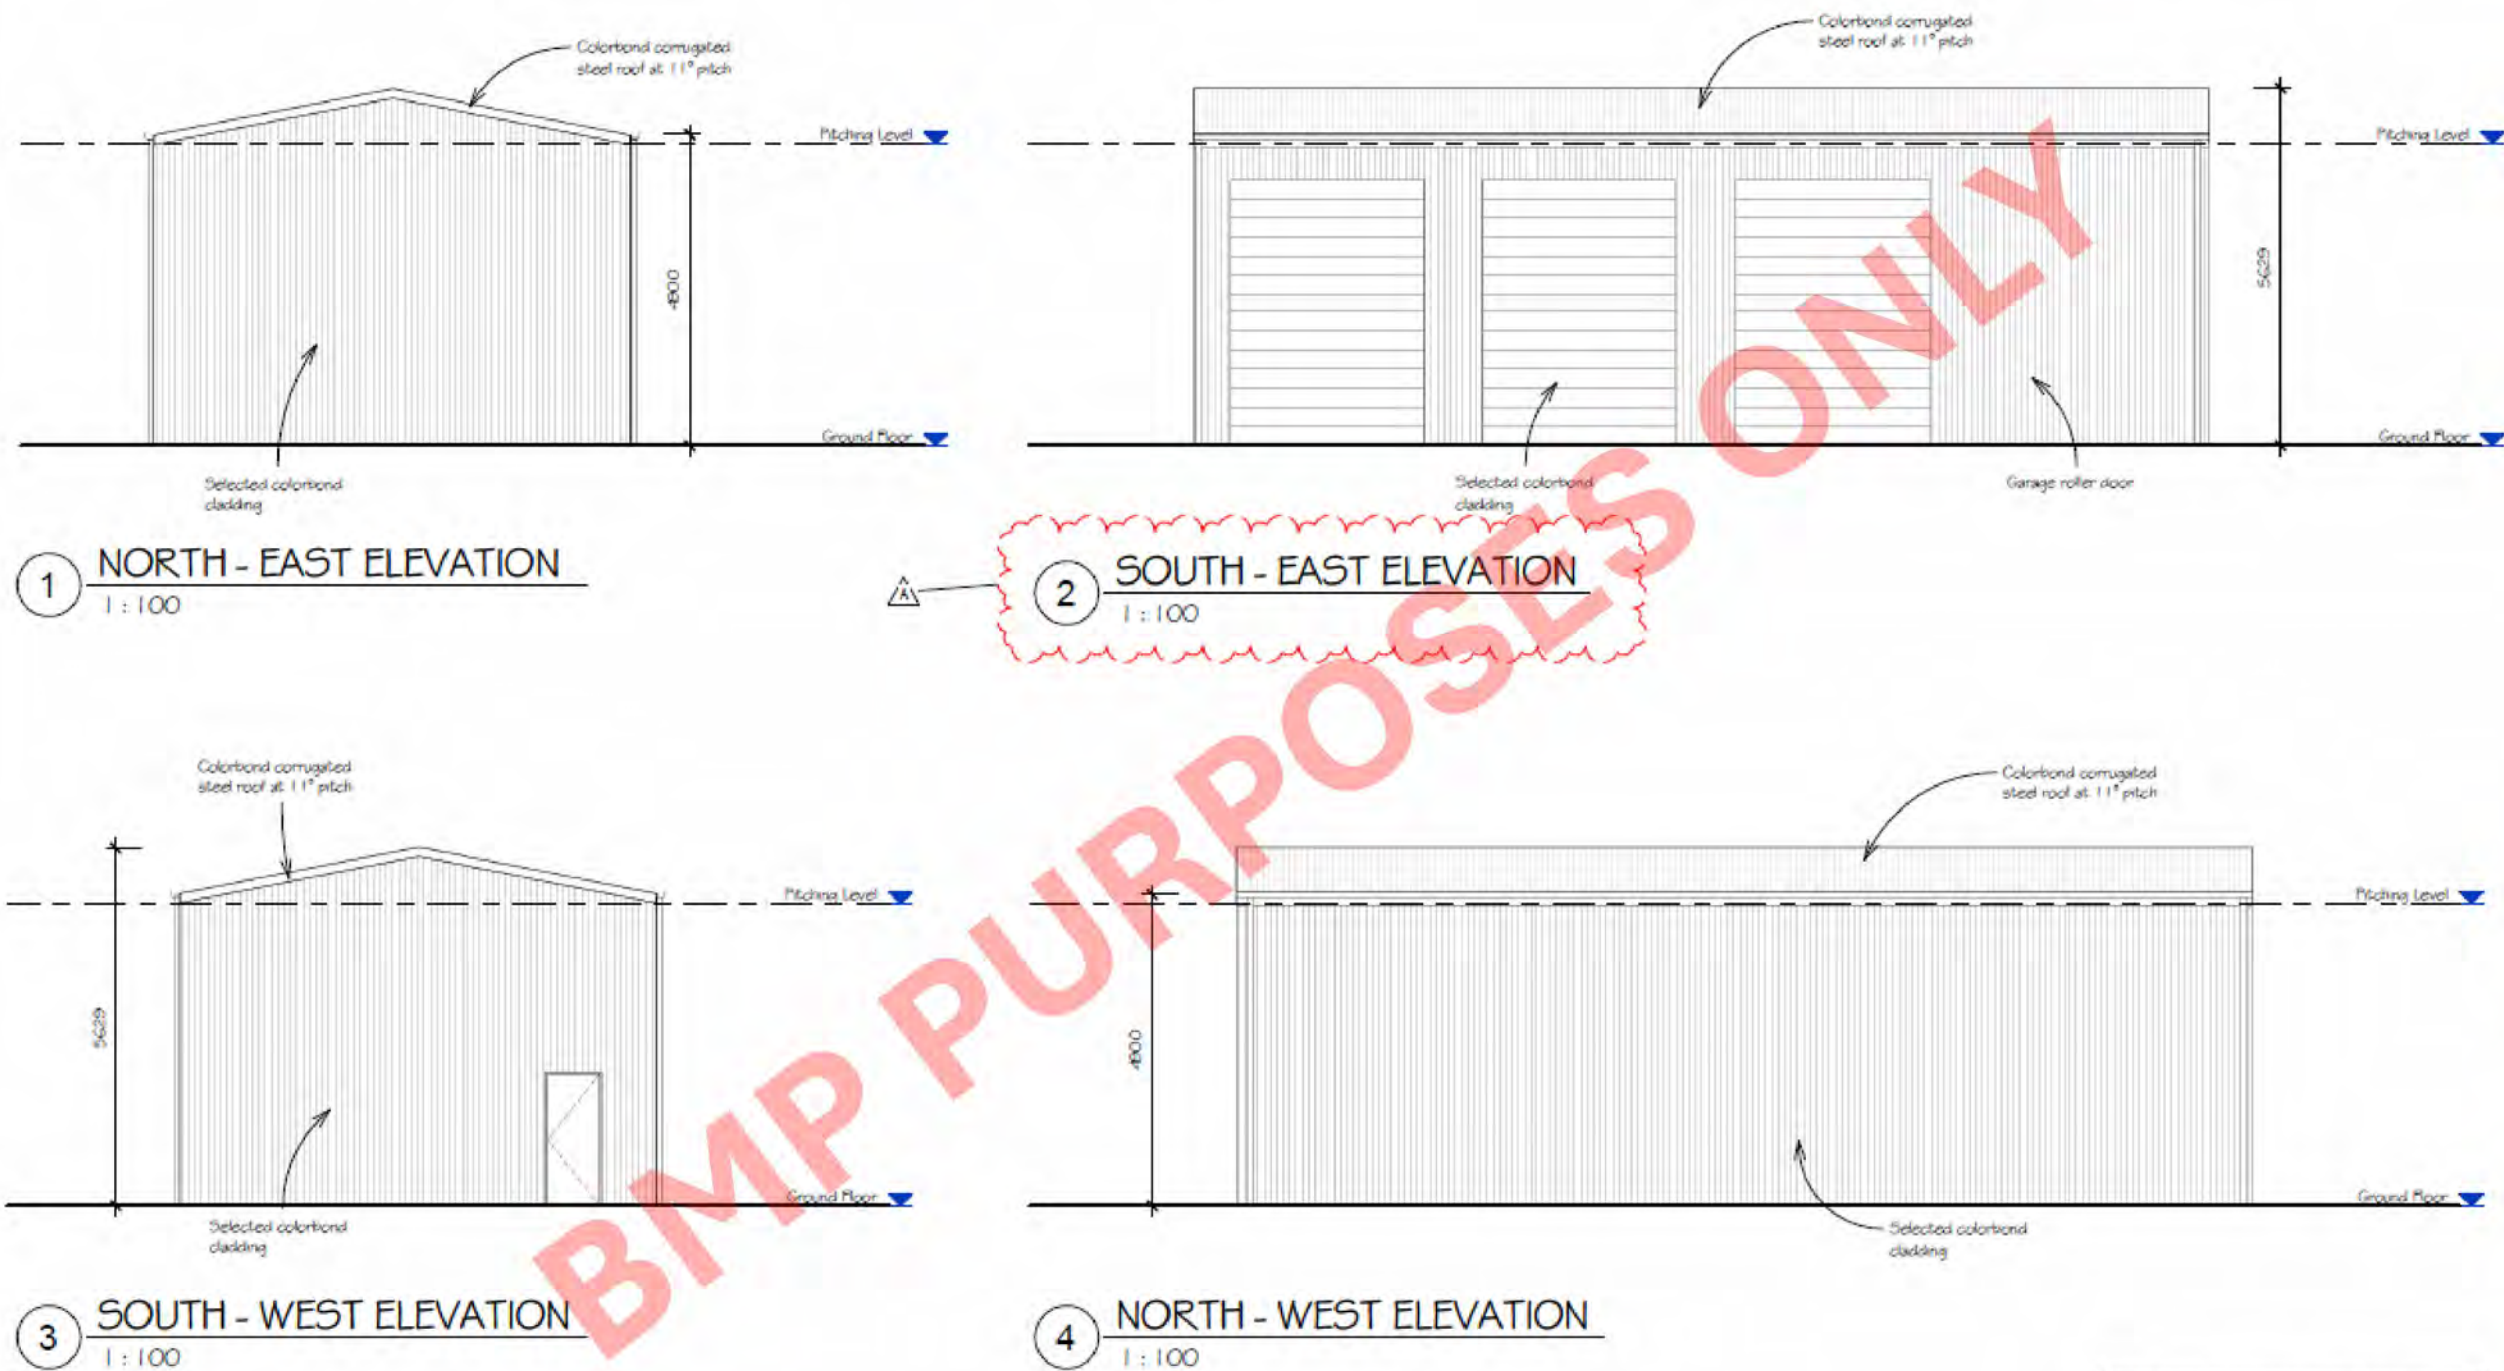 Colorbond corrugated
steel roof at 11° pitch
Pitching Level
4800
Ground Floor
Selected colorbond
cladding
1
NORTH - EAST ELEVATION
1 : 100
Colorbond corrugated
steel roof at 11° pitch
Pitching Level
5629
Ground Floor
Selected colorbond
cladding
Garage roller door
A
2
SOUTH - EAST ELEVATION
1 : 100
Colorbond corrugated
steel roof at 11° pitch
Pitching Level
5629
Ground Floor
Selected colorbond
cladding
3
SOUTH - WEST ELEVATION
1 : 100
Colorbond corrugated
steel roof at 11° pitch
Pitching Level
4800
Ground Floor
Selected colorbond
cladding
4
NORTH - WEST ELEVATION
1 : 100
BMP PURPOSES ONLY